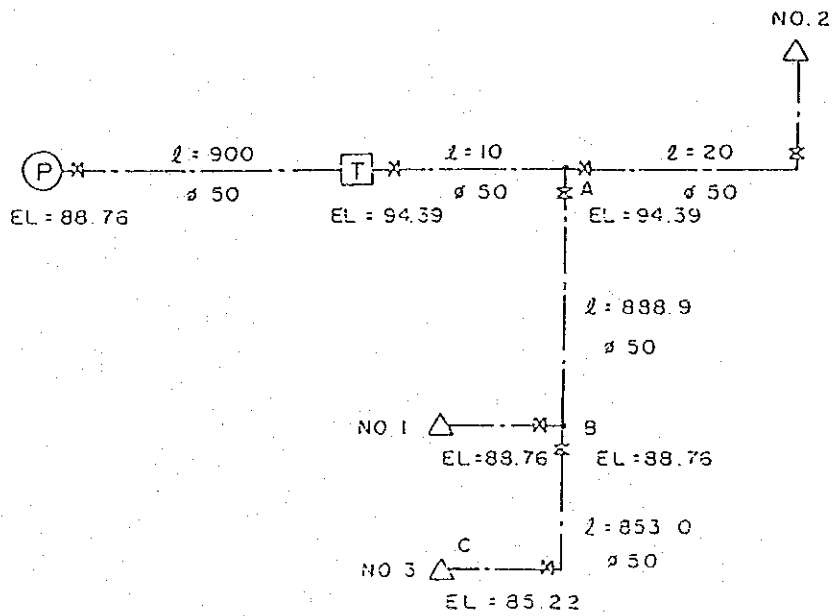 NO. 2
P
ℓ = 900
T
ℓ = 10
ℓ = 20
ø 50
ø 50
A
ø 50
EL = 88.76
EL = 94.39
EL = 94.39
ℓ = 888.9
ø 50
NO. 1
B
EL = 88.76
EL = 88.76
ℓ = 853.0
C
ø 50
NO. 3
EL = 85.22